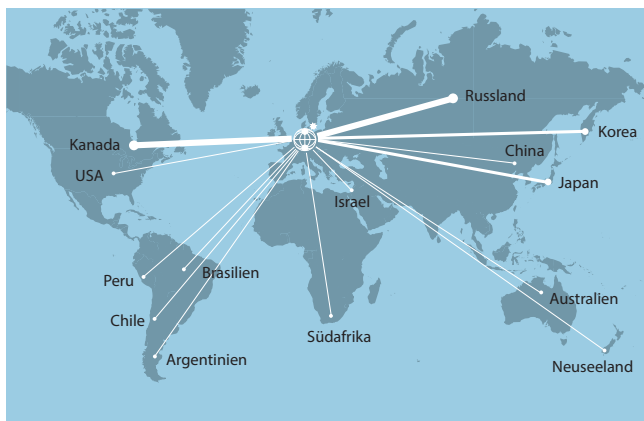 Russland
Korea
Kanada
China
USA
Japan
Israel
Brasilien
Peru
Australien
Chile
Südafrika
Argentinien
Neuseeland